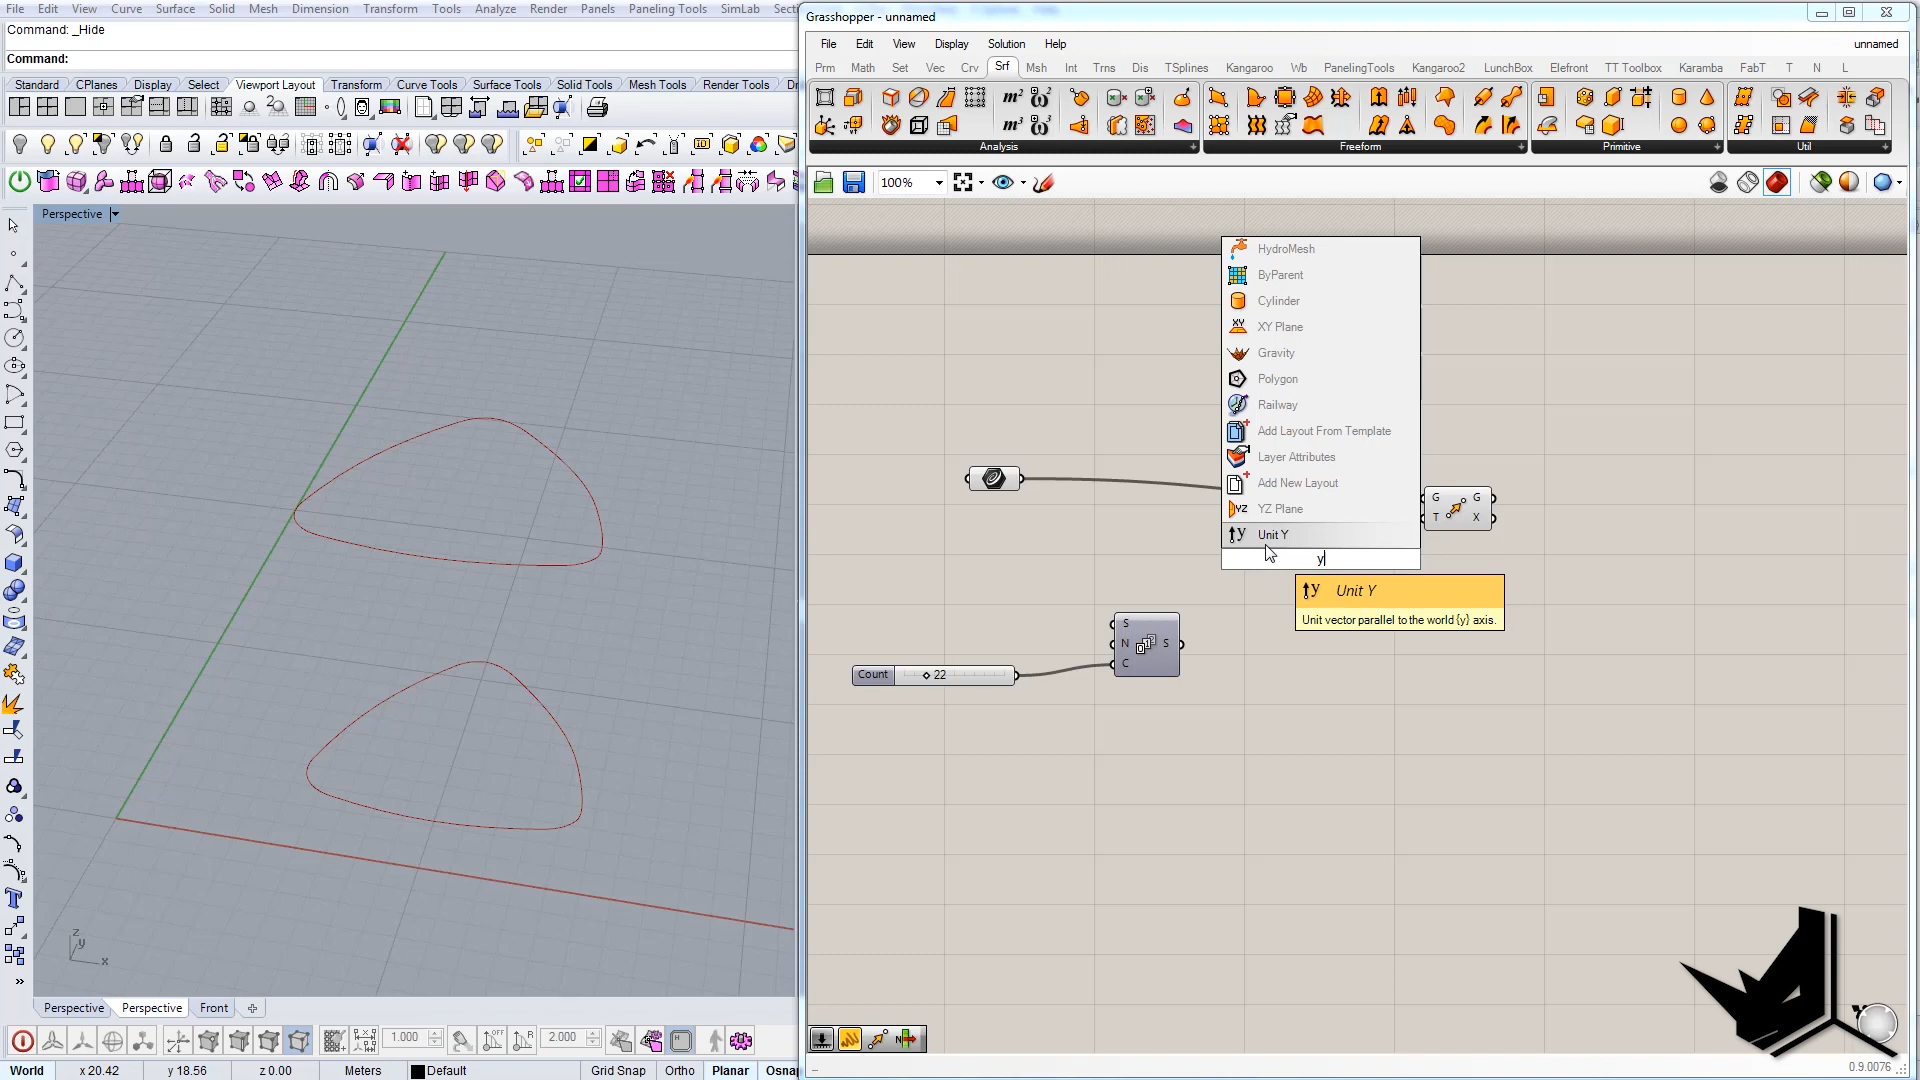 File Edit View Curve Surface Solid Mesh Dimension Transform Tools Analyze Render Panels Paneling Tools SimLab
Command: _Hide
Command:
Standard CPlanes Display Select Viewport Layout Transform Curve Tools Surface Tools Solid Tools Mesh Tools Render Tools
Perspective
z
y
x
Perspective Perspective Front
1.000 2.000
World x 20.42 y 18.56 z 0.00 Meters Default Grid Snap Ortho Planar Osnap
Grasshopper - unnamed
File Edit View Display Solution Help unnamed
Prm Math Set Vec Crv Srf Msh Int Trns Dis TSplines Kangaroo Wb PanelingTools Kangaroo2 LunchBox Elefront TT Toolbox Karamba FabT T N L
Analysis Freeform Primitive Util
100%
HydroMesh
ByParent
Cylinder
XY Plane
Gravity
Polygon
Railway
Add Layout From Template
Layer Attributes
Add New Layout
YZ Plane
Unit Y
y
Unit Y
Unit vector parallel to the world {y} axis.
G G
T X
S
N S
C
Count 22
0.9.0076